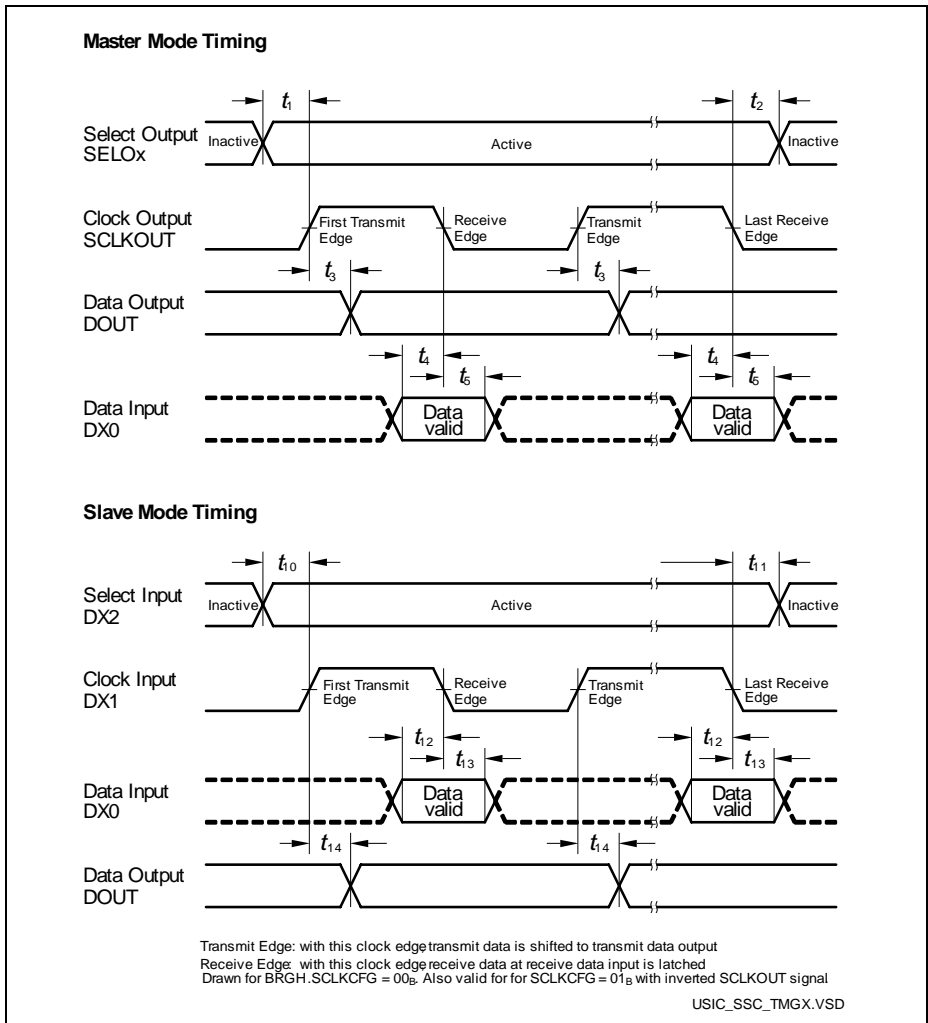 Master Mode Timing
t1
t2
Select Output
SELOx
Inactive
Active
Inactive
Clock Output
SCLKOUT
First Transmit
Edge
Receive
Edge
Transmit
Edge
Last Receive
Edge
t3
t3
Data Output
DOUT
t4
t5
t4
t5
Data Input
DX0
Data
valid
Data
valid
Slave Mode Timing
t10
t11
Select Input
DX2
Inactive
Active
Inactive
Clock Input
DX1
First Transmit
Edge
Receive
Edge
Transmit
Edge
Last Receive
Edge
t12
t13
t12
t13
Data Input
DX0
Data
valid
Data
valid
t14
t14
Data Output
DOUT
Transmit Edge: with this clock edge, transmit data is shifted to transmit data output
Receive Edge: with this clock edge, receive data at receive data input is latched
Drawn for BRGH.SCLKCFG = 00B. Also valid for for SCLKCFG = 01B with inverted SCLKOUT signal
USIC_SSC_TMGX.VSD